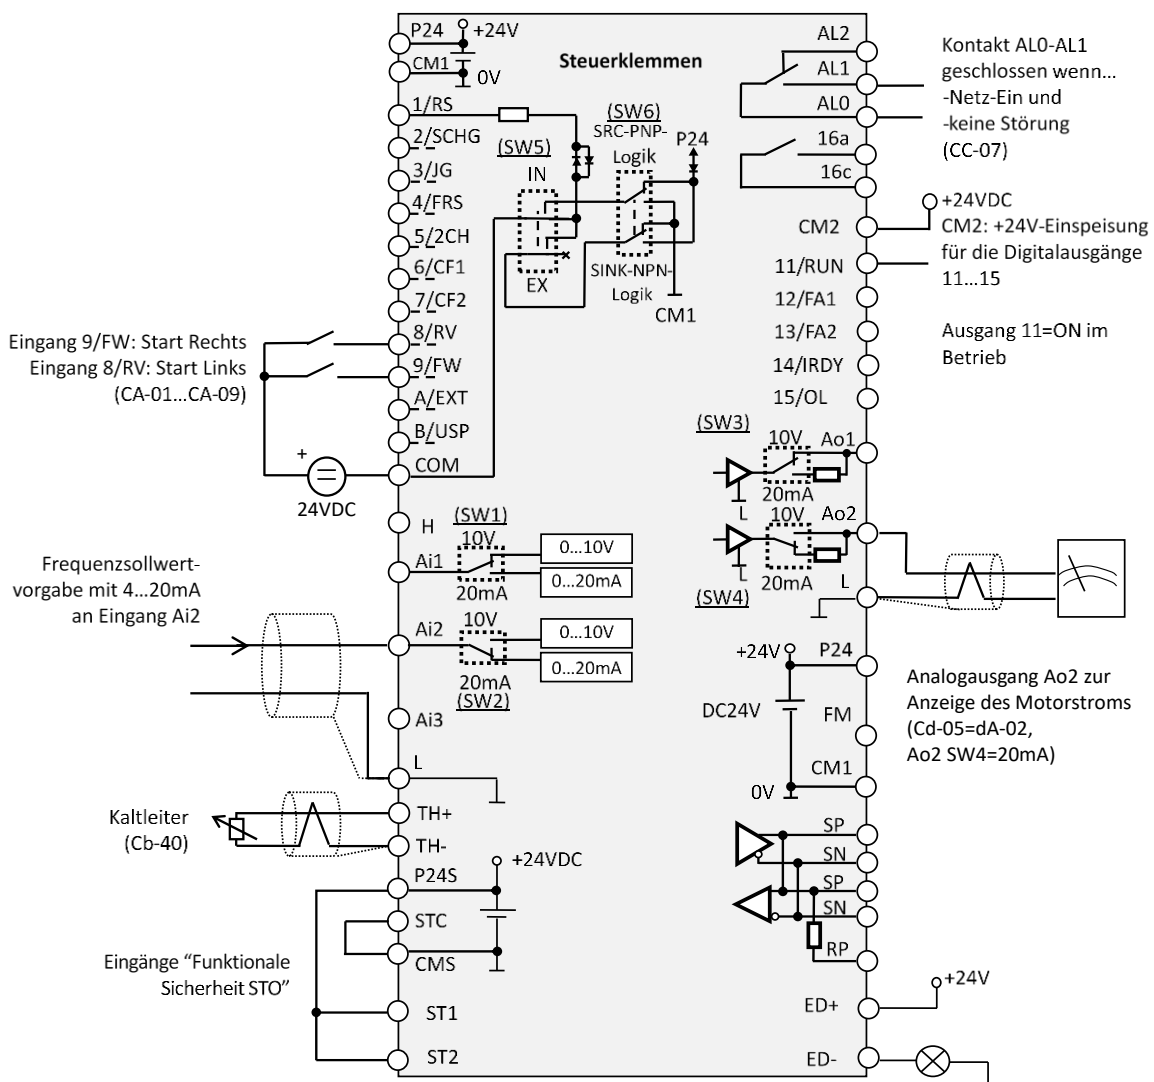 Steuerklemmen
P24
+24V
CM1
0V
1/RS
2/SCHG
3/JG
4/FRS
5/2CH
6/CF1
7/CF2
8/RV
9/FW
A/EXT
B/USP
COM
(SW5)
IN
EX
(SW6)
SRC-PNP-
Logik
P24
SINK-NPN-
Logik
CM1
Eingang 9/FW: Start Rechts
Eingang 8/RV: Start Links
(CA-01...CA-09)
+
24VDC
H
(SW1)
10V
Ai1
20mA
0...10V
0...20mA
Frequenzsollwert-
vorgabe mit 4...20mA
an Eingang Ai2
Ai2
10V
20mA
(SW2)
0...10V
0...20mA
Ai3
L
Kaltleiter
(Cb-40)
TH+
TH-
P24S
+24VDC
STC
CMS
Eingänge “Funktionale
Sicherheit STO”
ST1
ST2
AL2
AL1
AL0
16a
16c
Kontakt AL0-AL1
geschlossen wenn...
-Netz-Ein und
-keine Störung
(CC-07)
CM2
+24VDC
CM2: +24V-Einspeisung
für die Digitalausgänge
11...15
11/RUN
12/FA1
13/FA2
14/IRDY
15/OL
Ausgang 11=ON im
Betrieb
(SW3)
10V
Ao1
20mA
L
10V
Ao2
20mA
L
(SW4)
L
+24V
P24
DC24V
FM
CM1
0V
Analogausgang Ao2 zur
Anzeige des Motorstroms
(Cd-05=dA-02,
Ao2 SW4=20mA)
SP
SN
SP
SN
RP
ED+
+24V
ED-